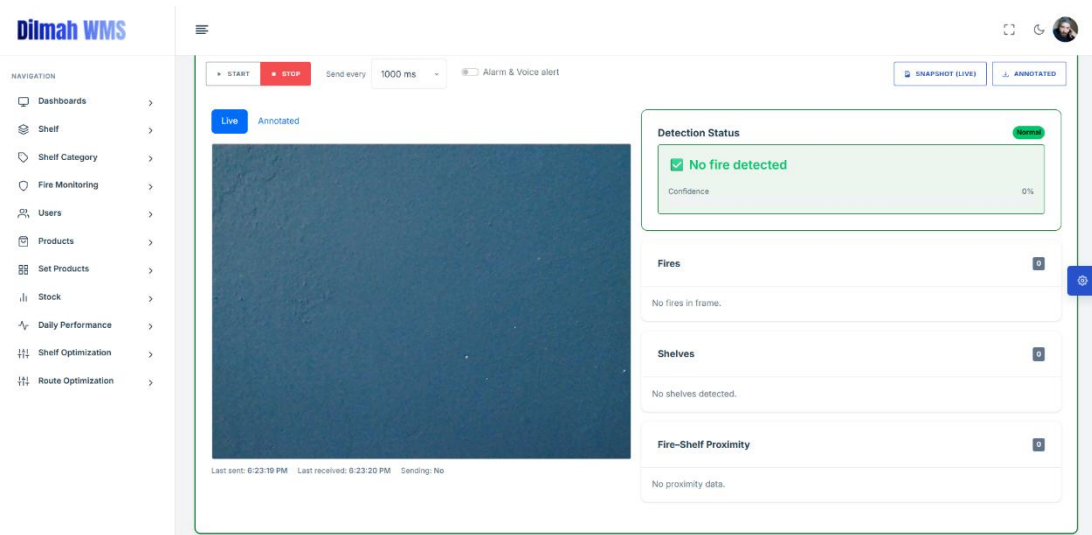 Dilmah WMS
NAVIGATION
Dashboards
Shelf
Shelf Category
Fire Monitoring
Users
Products
Set Products
Stock
Daily Performance
Shelf Optimization
Route Optimization
START STOP Send every 1000 ms Alarm & Voice alert SNAPSHOT (LIVE) ANNOTATED
Live Annotated
Last sent: 6:23:19 PM Last received: 6:23:20 PM Sending: No
Detection Status Normal
No fire detected
Confidence 0%
Fires 0
No fires in frame.
Shelves 0
No shelves detected.
Fire–Shelf Proximity 0
No proximity data.